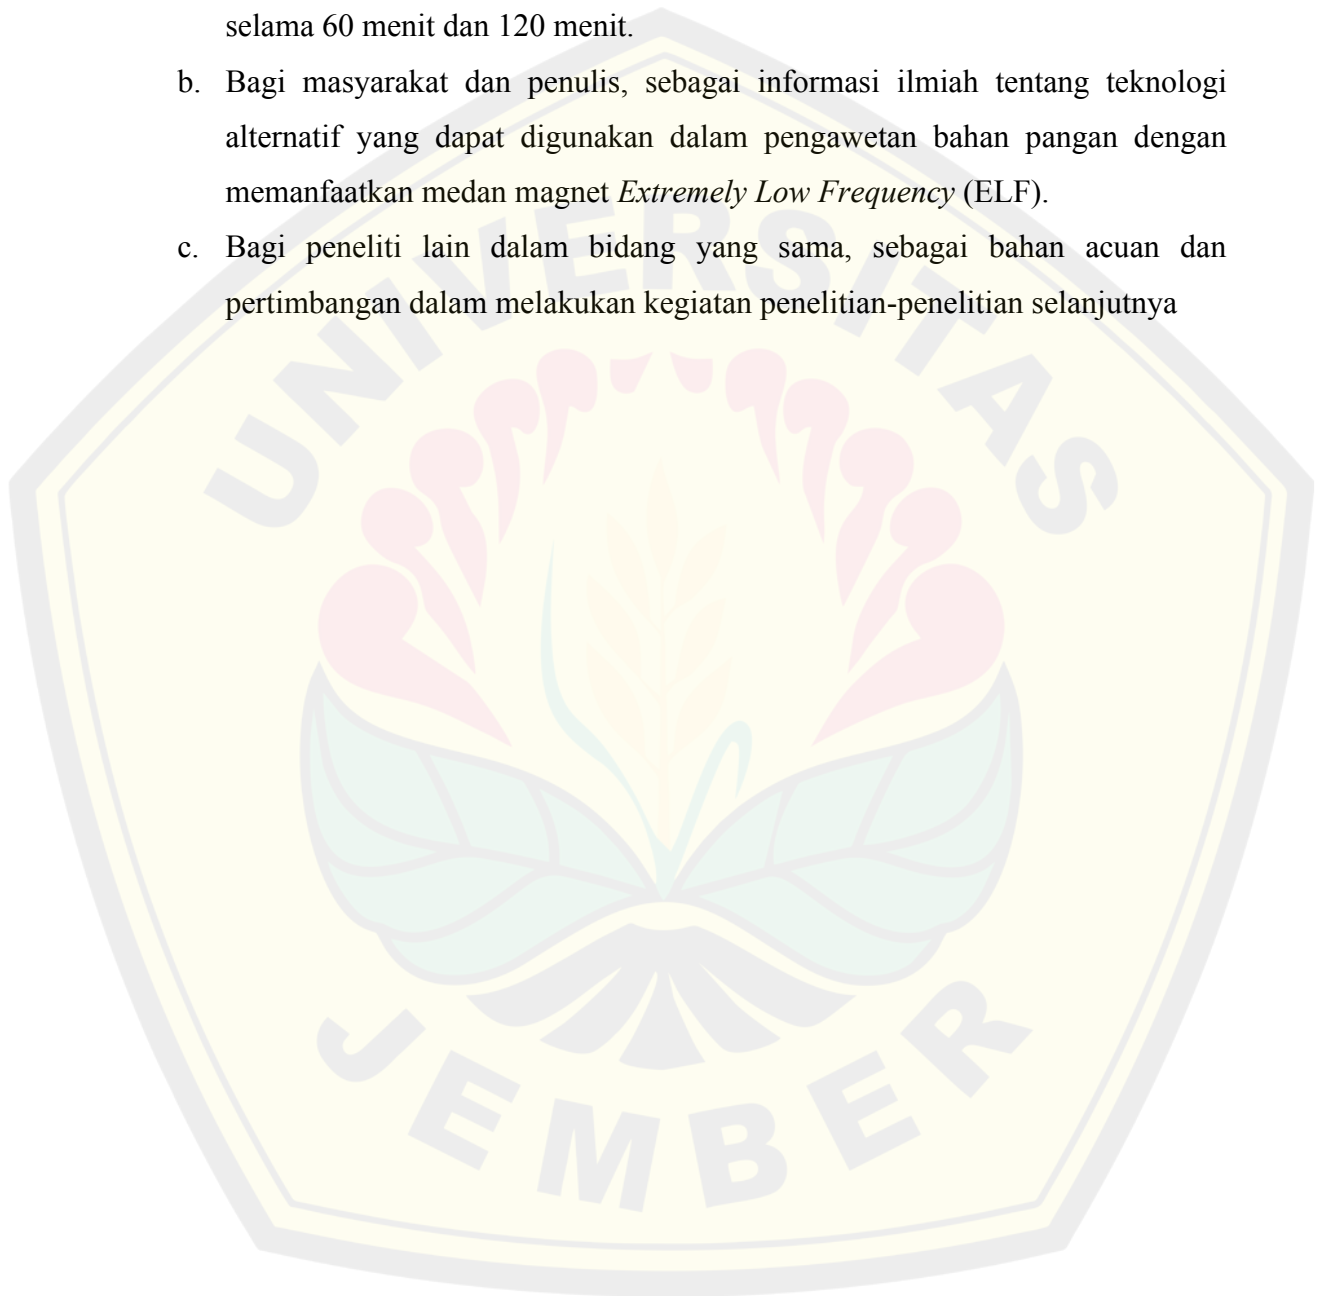 selama 60 menit dan 120 menit.
b. Bagi masyarakat dan penulis, sebagai informasi ilmiah tentang teknologi
alternatif yang dapat digunakan dalam pengawetan bahan pangan dengan
memanfaatkan medan magnet Extremely Low Frequency (ELF).
c. Bagi peneliti lain dalam bidang yang sama, sebagai bahan acuan dan
pertimbangan dalam melakukan kegiatan penelitian-penelitian selanjutnya
UNIVERSITAS
JEMBER